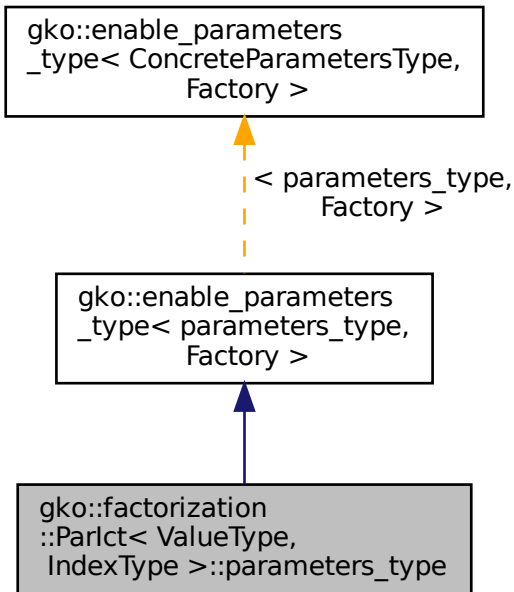 gko::enable_parameters
_type< ConcreteParametersType,
Factory >
< parameters_type,
Factory >
gko::enable_parameters
_type< parameters_type,
Factory >
gko::factorization
::ParIct< ValueType,
IndexType >::parameters_type